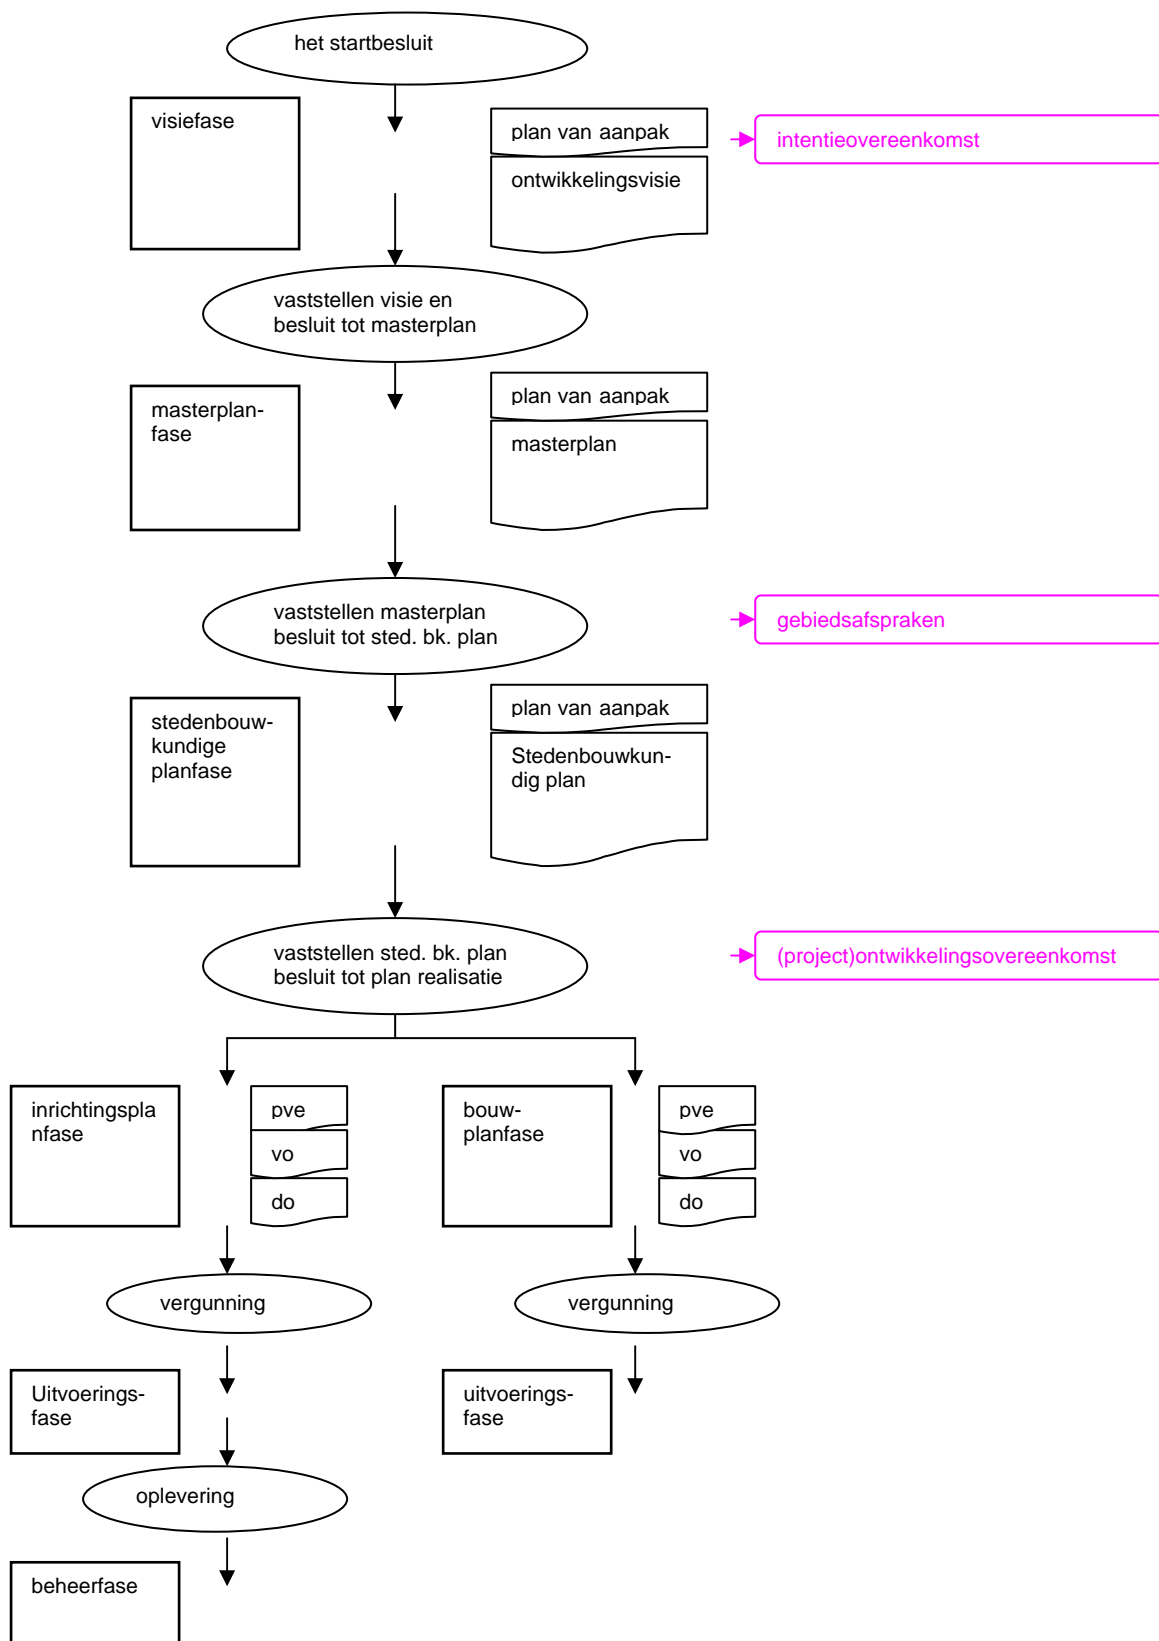 het startbesluit
visiefase
plan van aanpak
intentieovereenkomst
ontwikkelingsvisie
vaststellen visie en
besluit tot masterplan
masterplan-
fase
plan van aanpak
masterplan
vaststellen masterplan
besluit tot sted. bk. plan
gebiedsafspraken
stedenbouw-
kundige
planfase
plan van aanpak
Stedenbouwkun-
dig plan
vaststellen sted. bk. plan
besluit tot plan realisatie
(project)ontwikkelingsovereenkomst
inrichtingspla
nfase
pve
vo
do
bouw-
planfase
pve
vo
do
vergunning
vergunning
Uitvoerings-
fase
uitvoerings-
fase
oplevering
beheerfase